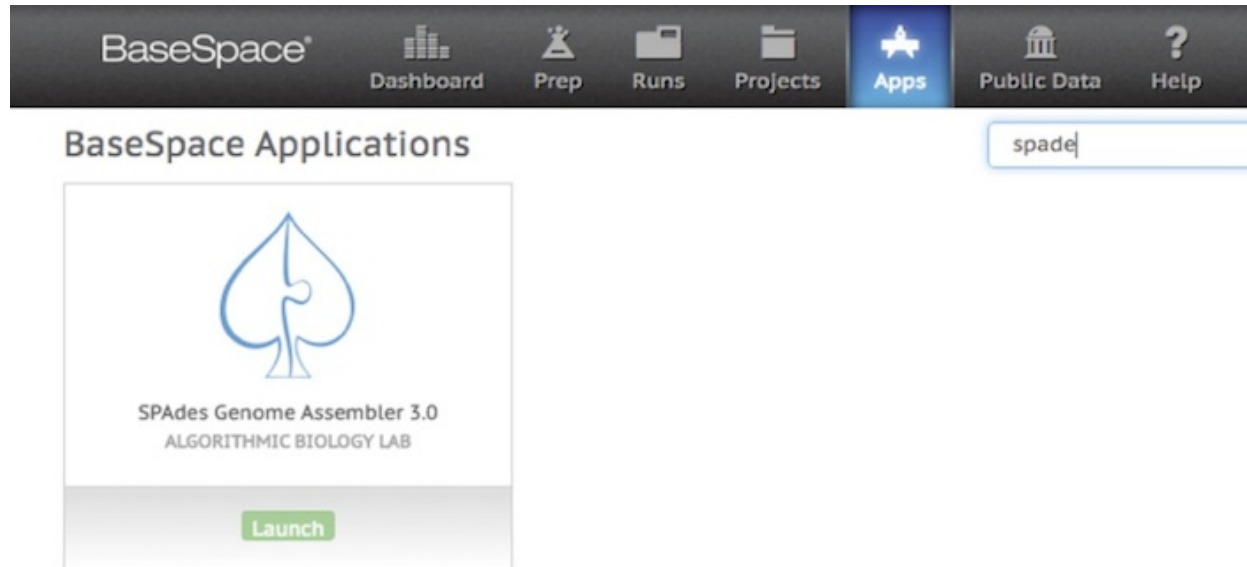 BaseSpace®
Dashboard
Prep
Runs
Projects
Apps
Public Data
?
Help
BaseSpace Applications
spade
SPAdes Genome Assembler 3.0
ALGORITHMIC BIOLOGY LAB
Launch